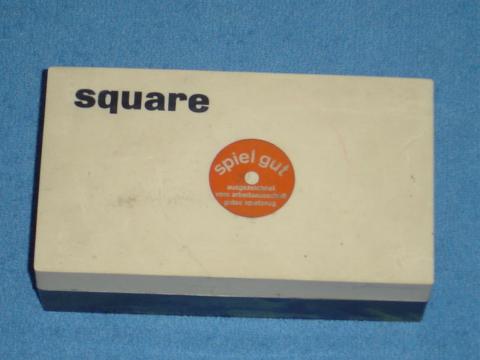 square
spiel gut
ausgezeichnet
vom arbeitsausschuß
gutes spielzeug